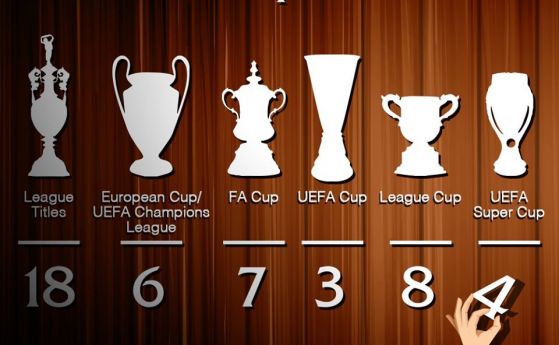 League
Titles
European Cup/
UEFA Champions
League
FA Cup
UEFA Cup
League Cup
UEFA
Super Cup
18
6
7
3
8
4